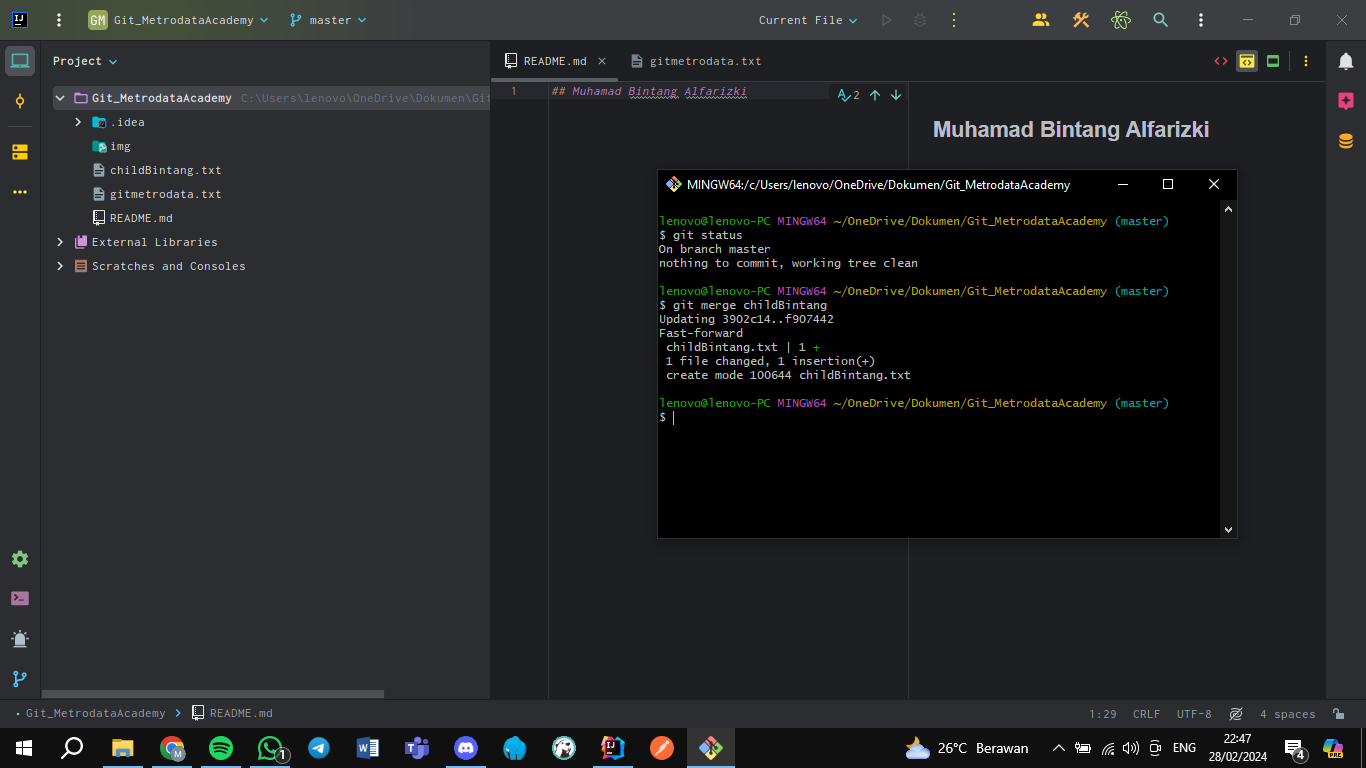 GM Git_MetrodataAcademy master Current File
Project
README.md gitmetrodata.txt
Git_MetrodataAcademy C:\Users\lenovo\OneDrive\Dokumen\Git
.idea
img
childBintang.txt
gitmetrodata.txt
README.md
External Libraries
Scratches and Consoles
1 ## Muhamad Bintang Alfarizki 2
Muhamad Bintang Alfarizki
MINGW64:/c/Users/lenovo/OneDrive/Dokumen/Git_MetrodataAcademy
lenovo@lenovo-PC MINGW64 ~/OneDrive/Dokumen/Git_MetrodataAcademy (master)
$ git status
On branch master
nothing to commit, working tree clean
lenovo@lenovo-PC MINGW64 ~/OneDrive/Dokumen/Git_MetrodataAcademy (master)
$ git merge childBintang
Updating 3902c14..f907442
Fast-forward
childBintang.txt | 1 +
1 file changed, 1 insertion(+)
create mode 100644 childBintang.txt
lenovo@lenovo-PC MINGW64 ~/OneDrive/Dokumen/Git_MetrodataAcademy (master)
$
Git_MetrodataAcademy README.md 1:29 CRLF UTF-8 4 spaces
26°C Berawan ENG
22:47
28/02/2024